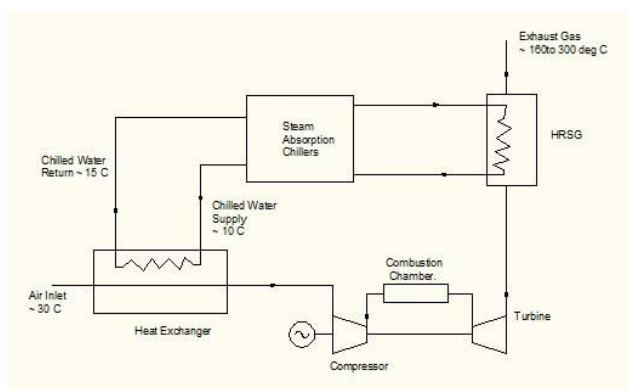 Exhaust Gas
~ 160to 300 deg C
HRSG
Steam
Absorption
Chillers
Chilled Water
Return ~ 15 C
Chilled Water
Supply
~ 10 C
Combustion
Chamber.
Air Inlet
~ 30 C
Heat Exchanger
Turbine
Compressor